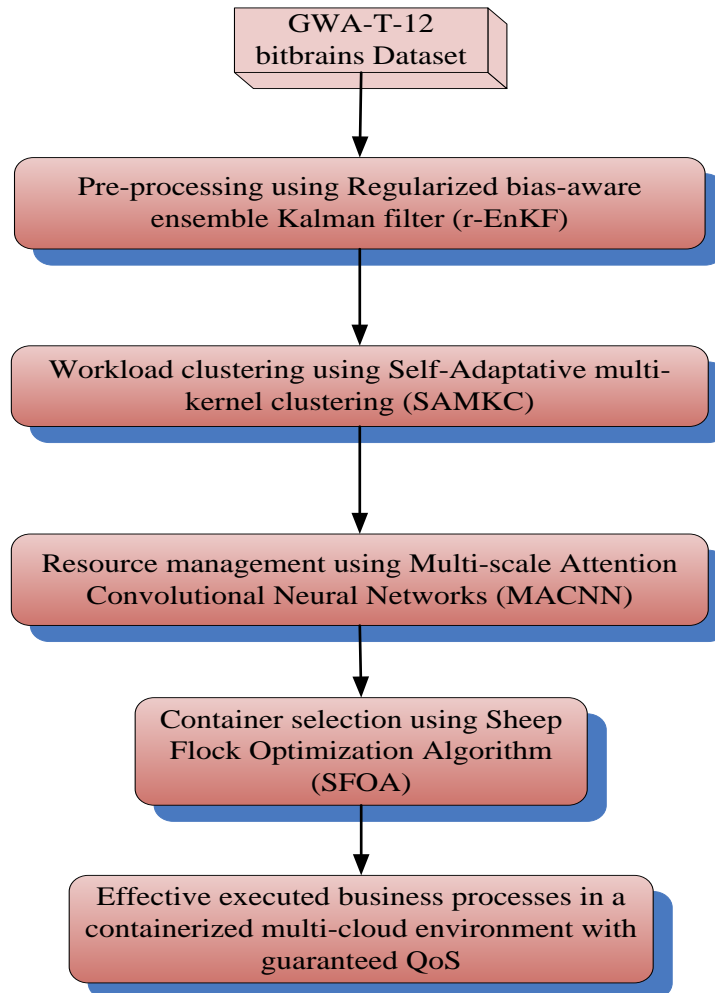 GWA-T-12
bitbrains Dataset
Pre-processing using Regularized bias-aware
ensemble Kalman filter (r-EnKF)
Workload clustering using Self-Adaptative multi-
kernel clustering (SAMKC)
Resource management using Multi-scale Attention
Convolutional Neural Networks (MACNN)
Container selection using Sheep
Flock Optimization Algorithm
(SFOA)
Effective executed business processes in a
containerized multi-cloud environment with
guaranteed QoS